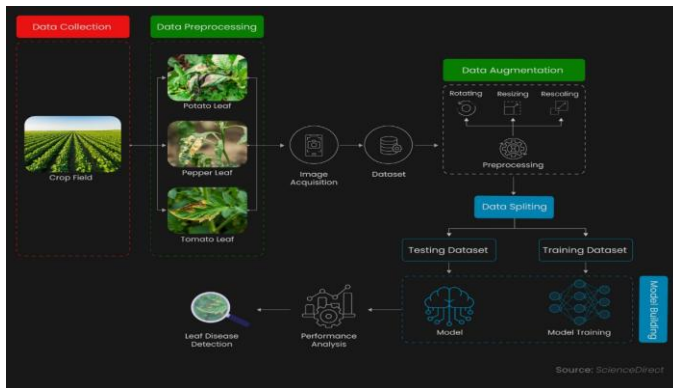 Data Collection
Data Preprocessing
Data Augmentation
Rotating
Resizing
Rescaling
Potato Leaf
Crop Field
Pepper Leaf
Image
Acquisition
Dataset
Preprocessing
Tomato Leaf
Data Spliting
Testing Dataset
Training Dataset
Model Building
Leaf Disease
Detection
Performance
Analysis
Model
Model Training
Source: ScienceDirect